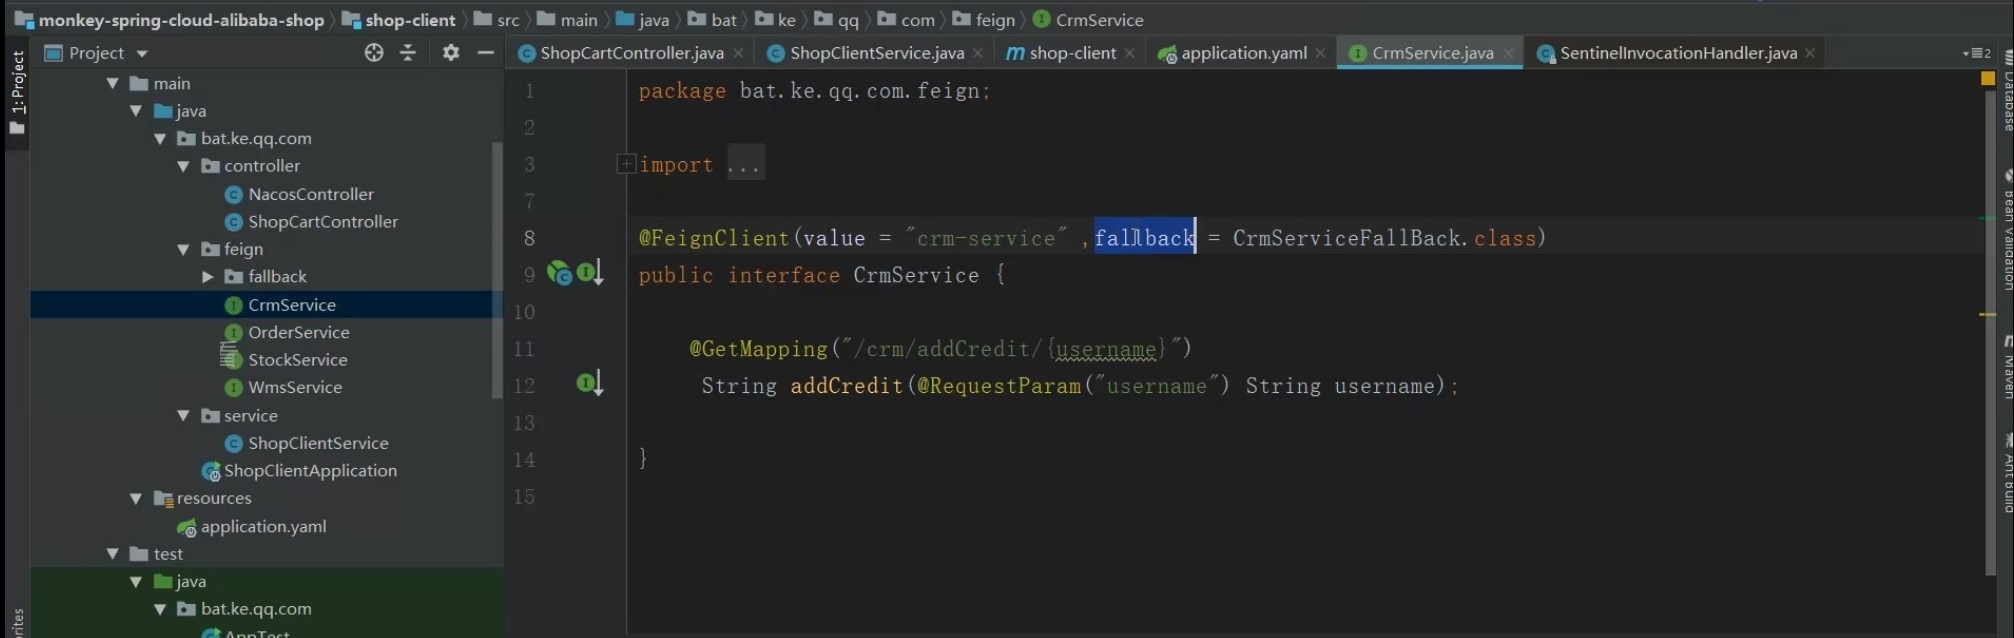 monkey-spring-cloud-alibaba-shop shop-client src main java bat ke qq com feign CrmService
1: Project
Project
main
java
bat.ke.qq.com
controller
NacosController
ShopCartController
feign
fallback
CrmService
OrderService
StockService
WmsService
service
ShopClientService
ShopClientApplication
resources
application.yaml
test
java
bat.ke.qq.com
AppTest
ShopCartController.java ShopClientService.java shop-client application.yaml CrmService.java SentinelInvocationHandler.java
1 package bat.ke.qq.com.feign;
2
3 import ...
7
8 @FeignClient(value = "crm-service" ,fallback = CrmServiceFallBack.class)
9 public interface CrmService {
10
11 @GetMapping("/crm/addCredit/{username}")
12 String addCredit(@RequestParam("username") String username);
13
14 }
15
Database
Bean Validation
Maven
Ant Build